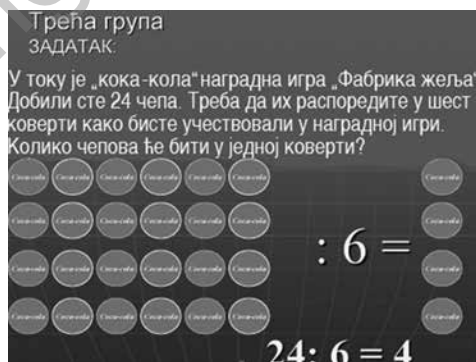 Трећа група
ЗАДАТАК:
У току је „кока-кола“ наградна игра „Фабрика жеља“
Добили сте 24 чепа. Треба да их распоредите у шест
коверти како бисте учествовали у наградној игри.
Колико чепова ће бити у једној коверти?
: 6 =
24: 6 = 4